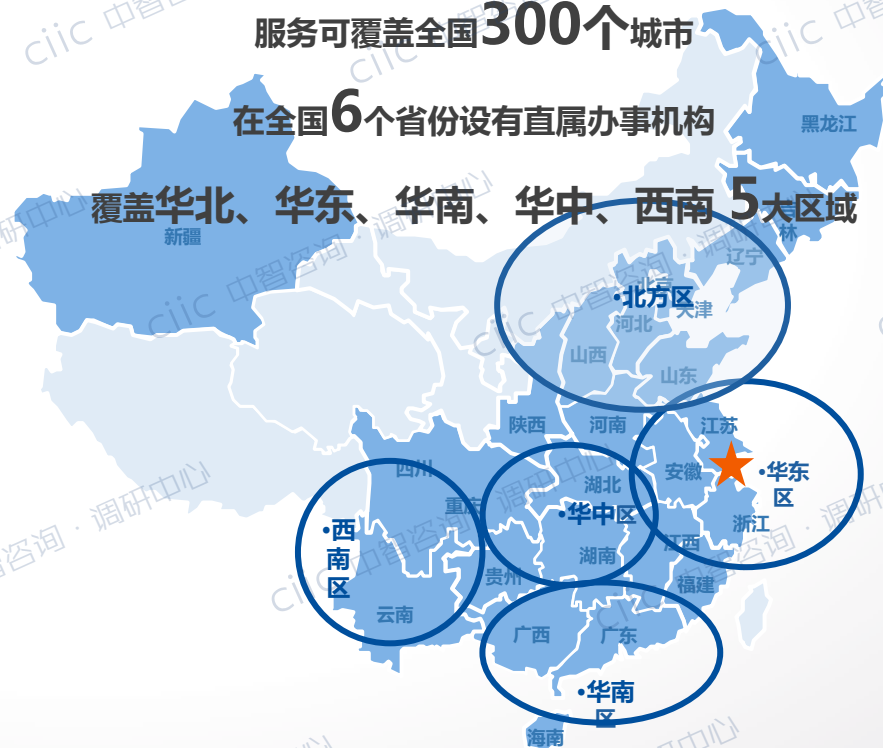 服务可覆盖全国300个城市
在全国6个省份设有直属办事机构
覆盖华北、华东、华南、华中、西南 5大区域
黑龙江
吉林
新疆
辽宁
北京
·北方区
天津
河北
山西
山东
陕西
河南
江苏
四川
安徽
·华东
区
湖北
重庆
·华中区
浙江
·西
南
区
江西
湖南
贵州
福建
云南
广西
广东
·华南
区
海南
ciic 中智咨询·调研中心